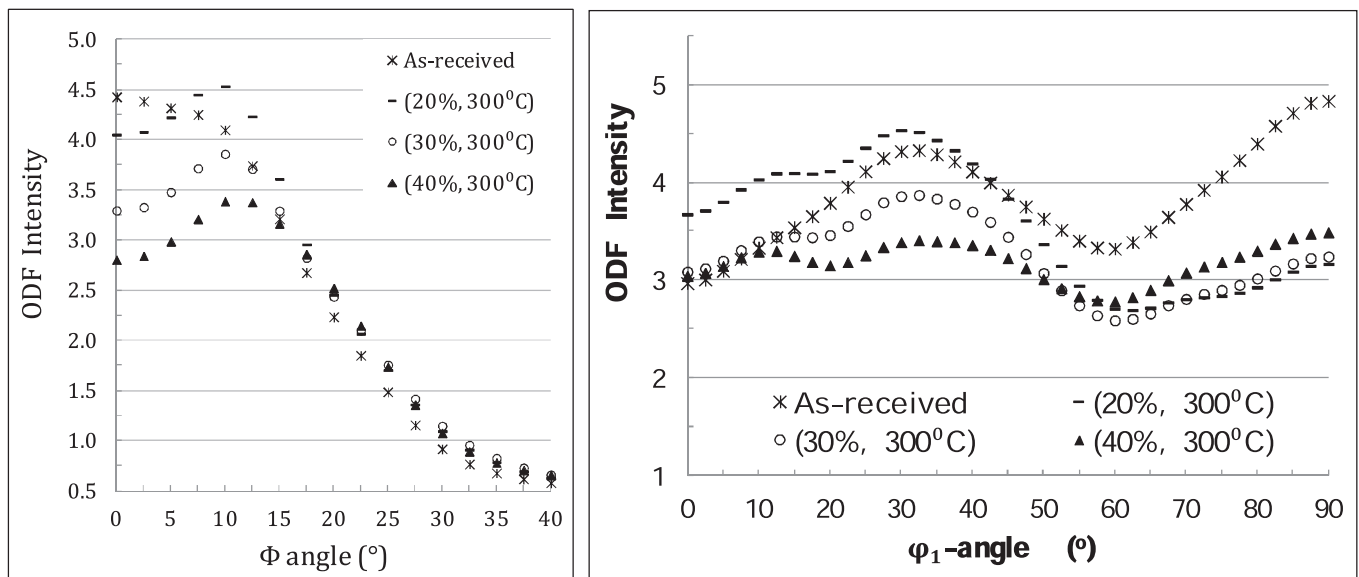 5.0
4.5
4.0
3.5
3.0
2.5
2.0
1.5
1.0
0.5
ODF Intensity
As-received
(20%, 300⁰C)
(30%, 300⁰C)
(40%, 300⁰C)
0 5 10 15 20 25 30 35 40
Φ angle (°)
5
4
3
2
1
ODF Intensity
As-received (20%, 300⁰C)
(30%, 300⁰C) (40%, 300⁰C)
0 10 20 30 40 50 60 70 80 90
φ₁-angle (º)